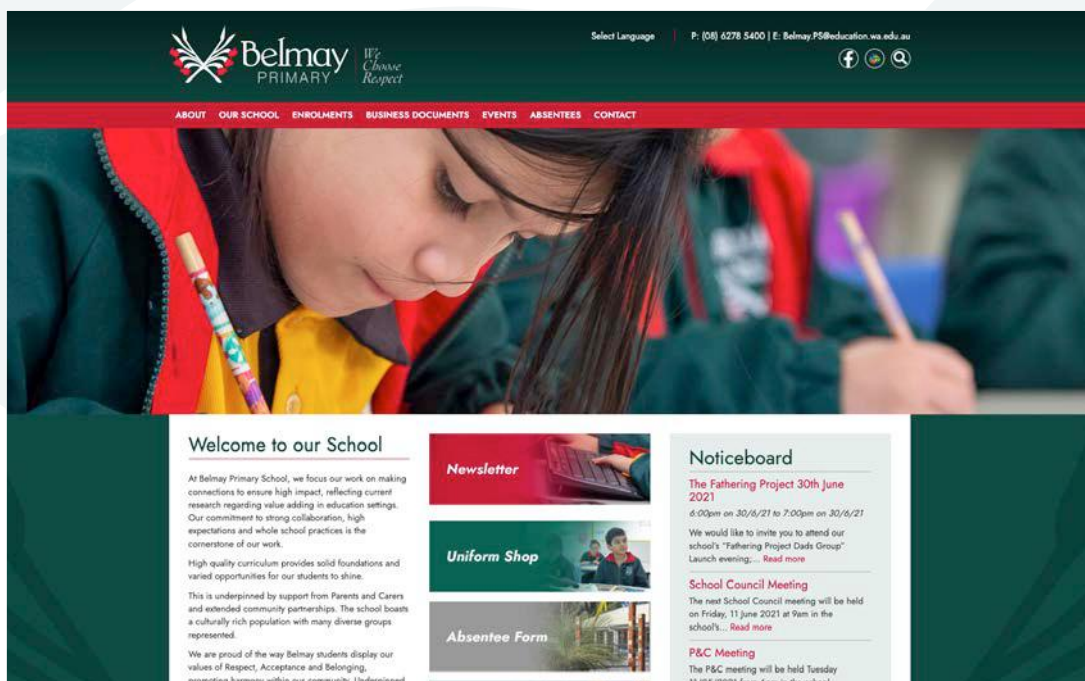 Belmay
PRIMARY
We
Choose
Respect
Select Language
P: (08) 6278 5400 | E: Belmay.PS@education.wa.edu.au
ABOUT OUR SCHOOL ENROLMENTS BUSINESS DOCUMENTS EVENTS ABSENTEES CONTACT
Welcome to our School
At Belmay Primary School, we focus our work on making
connections to ensure high impact, reflecting current
research regarding value adding in education settings.
Our commitment to strong collaboration, high
expectations and whole school practices is the
cornerstone of our work.
High quality curriculum provides solid foundations and
varied opportunities for our students to shine.
This is underpinned by support from Parents and Carers
and extended community partnerships. The school boasts
a culturally rich population with many diverse groups
represented.
We are proud of the way Belmay students display our
values of Respect, Acceptance and Belonging,
promoting harmony within our community. Underpinned
Newsletter
Uniform Shop
Absentee Form
Noticeboard
The Fathering Project 30th June
2021
6:00pm on 30/6/21 to 7:00pm on 30/6/21
We would like to invite you to attend our
school's "Fathering Project Dads Group"
Launch evening;... Read more
School Council Meeting
The next School Council meeting will be held
on Friday, 11 June 2021 at 9am in the
school's... Read more
P&C Meeting
The P&C meeting will be held Tuesday